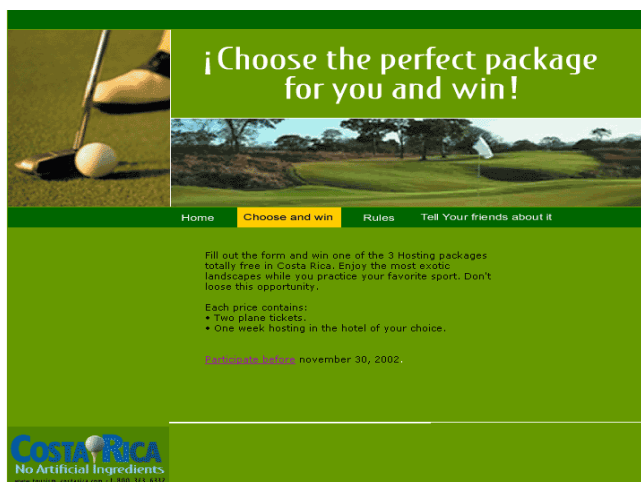 ¡Choose the perfect package
for you and win!
Home Choose and win Rules Tell Your friends about it
Fill out the form and win one of the 3 Hosting packages
totally free in Costa Rica. Enjoy the most exotic
landscapes while you practice your favorite sport. Don't
loose this opportunity.
Each price contains:
• Two plane tickets.
• One week hosting in the hotel of your choice.
Participate before november 30, 2002.
COSTA RICA
No Artificial Ingredients